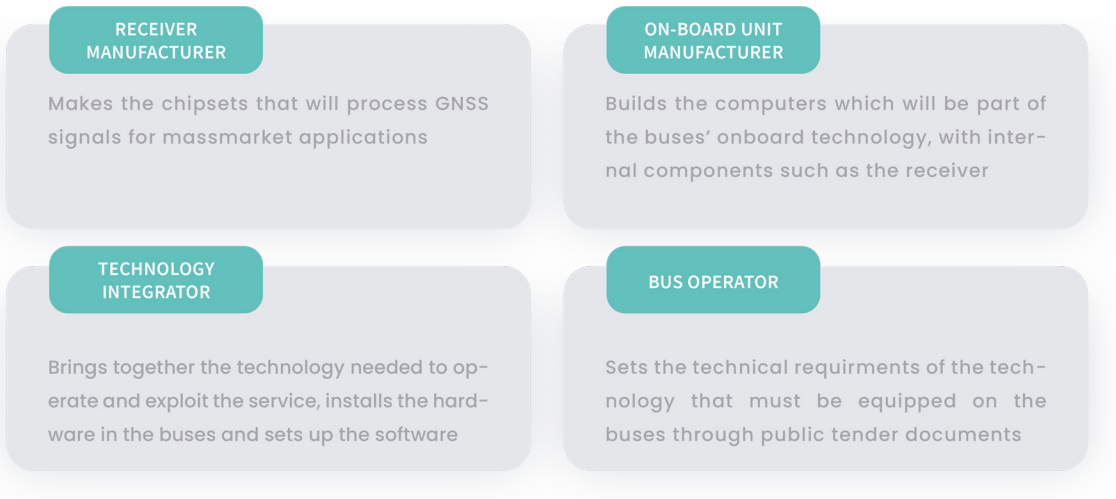 RECEIVER
MANUFACTURER
Makes the chipsets that will process GNSS
signals for massmarket applications
ON-BOARD UNIT
MANUFACTURER
Builds the computers which will be part of
the buses’ onboard technology, with inter-
nal components such as the receiver
TECHNOLOGY
INTEGRATOR
Brings together the technology needed to op-
erate and exploit the service, installs the hard-
ware in the buses and sets up the software
BUS OPERATOR
Sets the technical requirments of the tech-
nology that must be equipped on the
buses through public tender documents